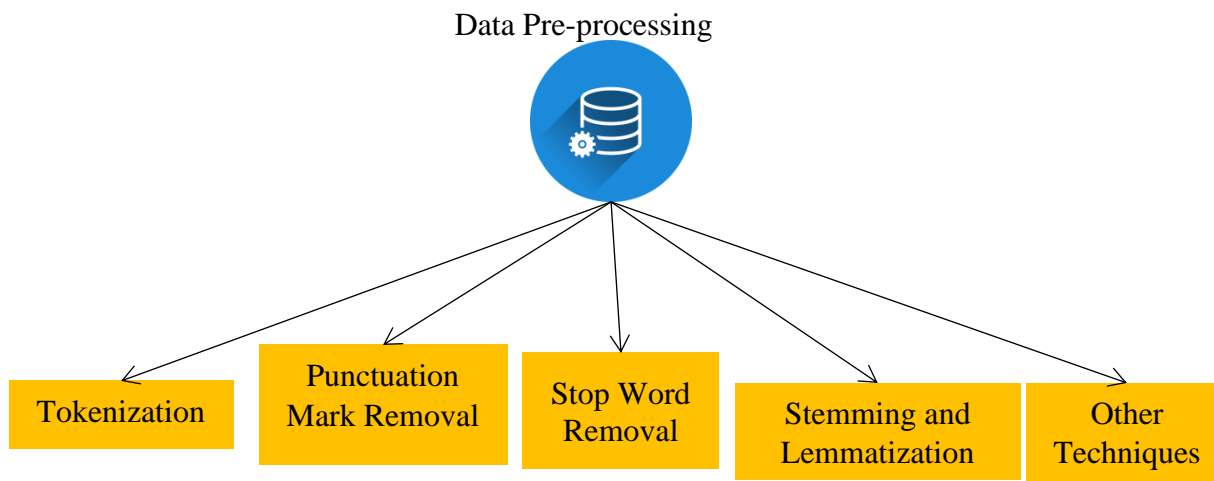 Data Pre-processing
Tokenization
Punctuation
Mark Removal
Stop Word
Removal
Stemming and
Lemmatization
Other
Techniques